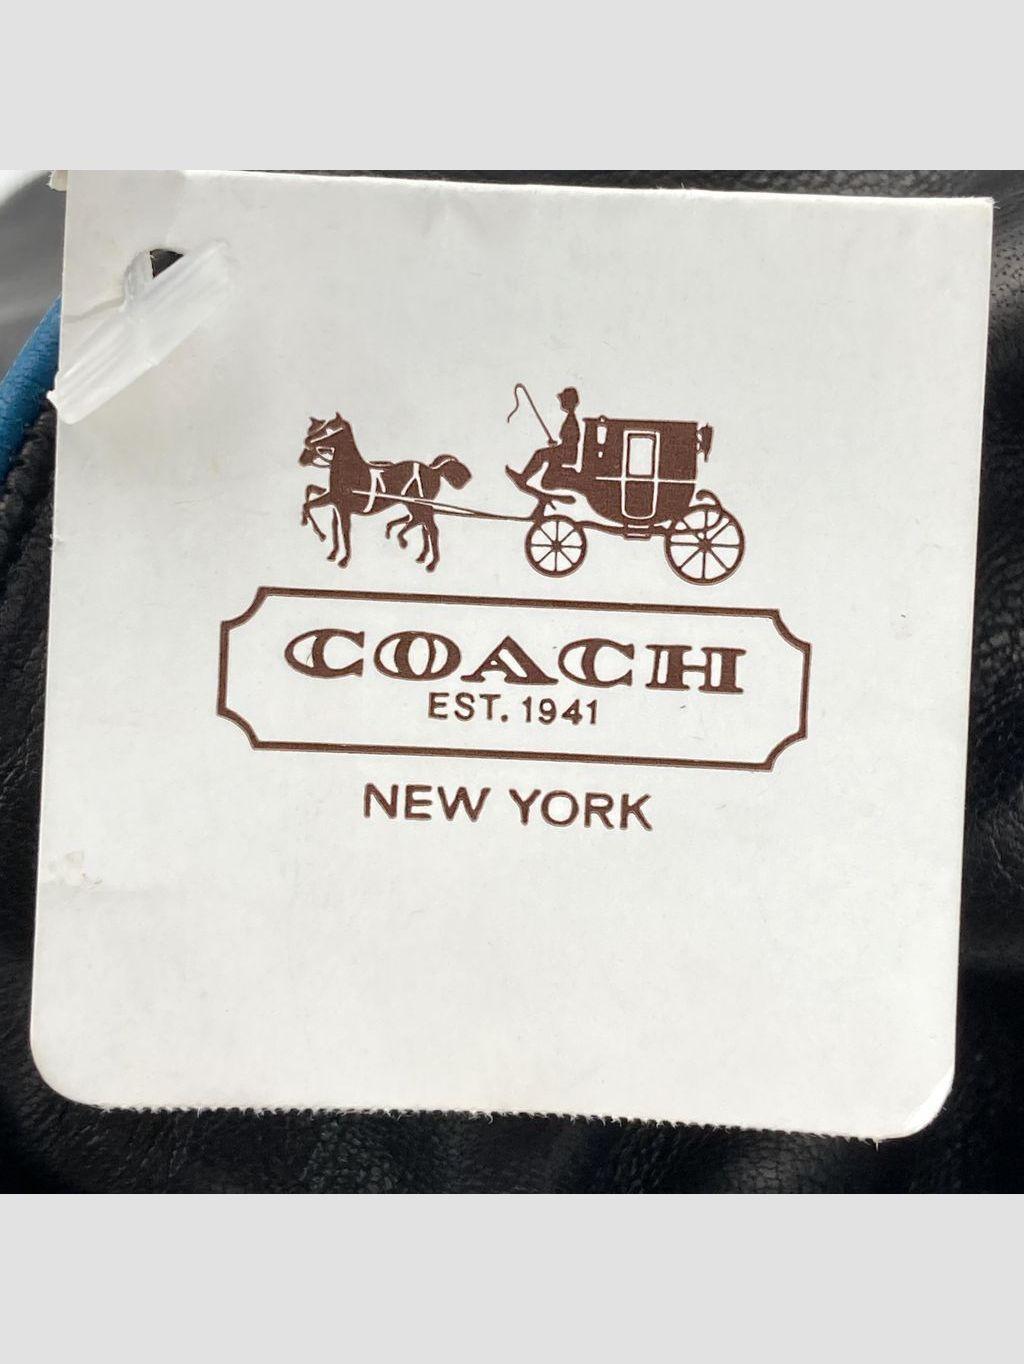 COACH
EST. 1941
NEW YORK